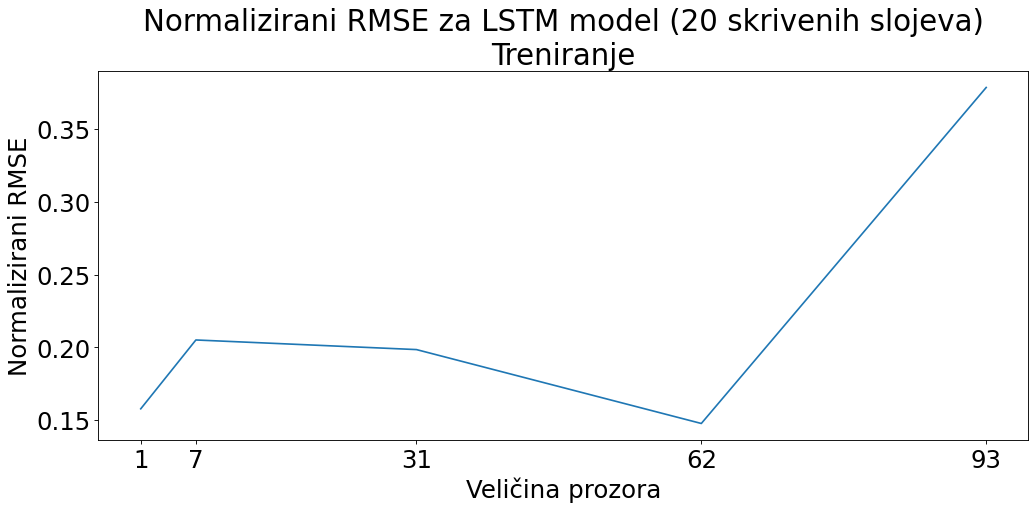 Normalizirani RMSE za LSTM model (20 skrivenih slojeva)
Treniranje
Normalizirani RMSE
0.35
0.30
0.25
0.20
0.15
1 7 31 62 93
Veličina prozora